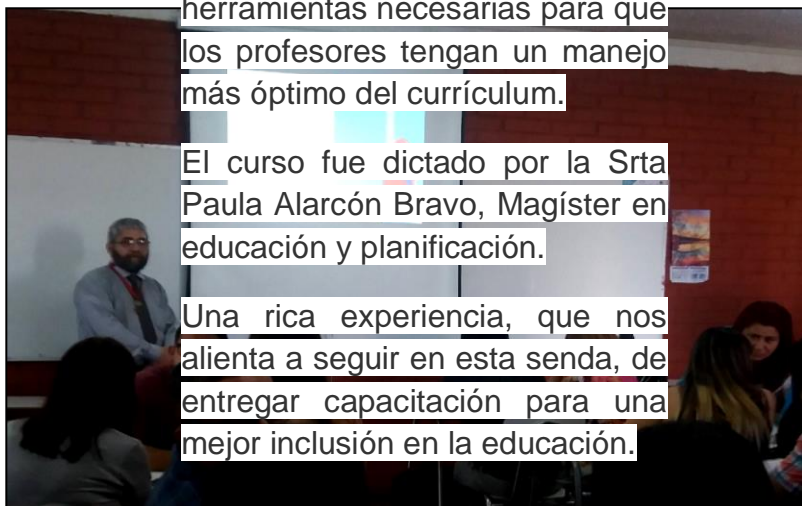 herramientas necesarias para que
los profesores tengan un manejo
más óptimo del currículum.
El curso fue dictado por la Srta
Paula Alarcón Bravo, Magíster en
educación y planificación.
Una rica experiencia, que nos
alienta a seguir en esta senda, de
entregar capacitación para una
mejor inclusión en la educación.